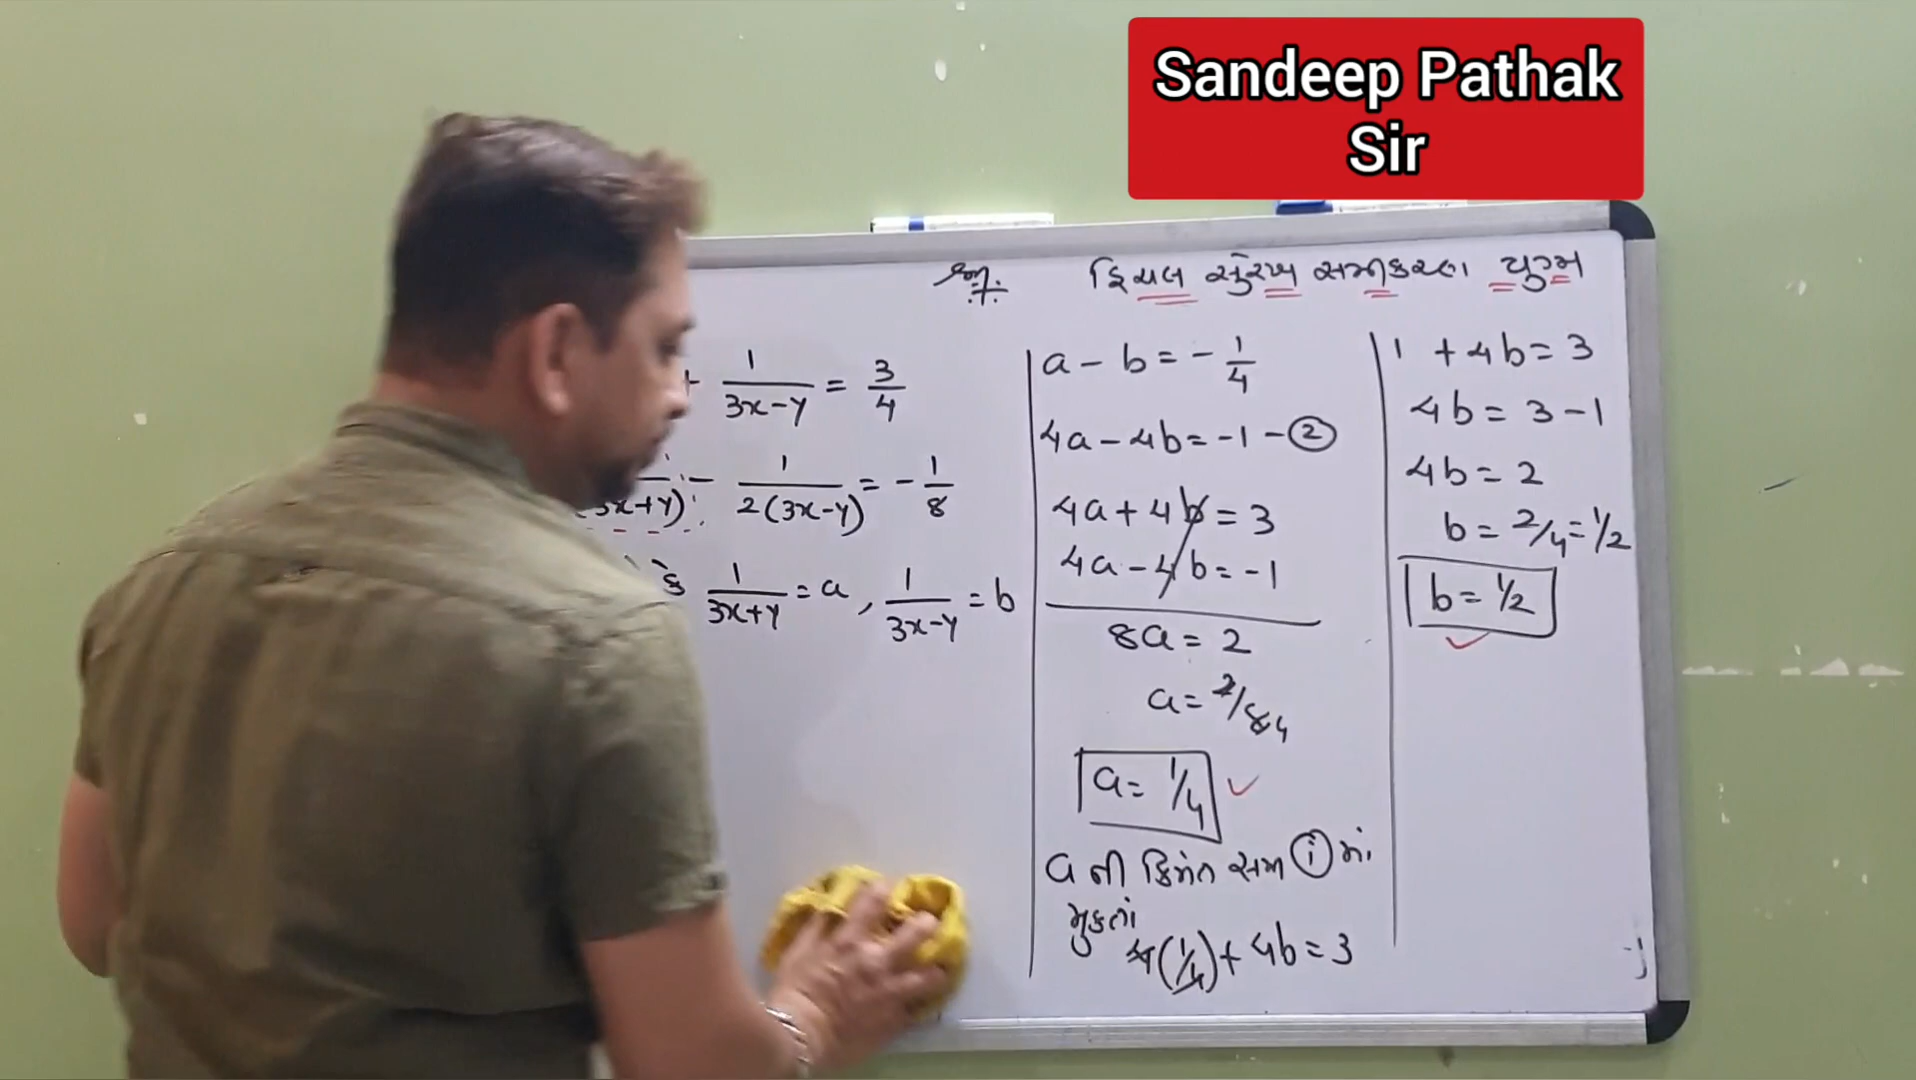 Sandeep Pathak
Sir
દ્વિચલ સુરેખ સમીકરણ યુગ્મ
+ 1/(3x-y) = 3/4
3x+y) - 1/(2(3x-y)) = -1/8
કે 1/(3x+y) = a, 1/(3x-y) = b
a - b = -1/4
4a - 4b = -1 - ②
4a + 4b = 3
4a - 4b = -1
8a = 2
a = 2/8 4
a = 1/4
a ની કિંમત સમી ⓘ માં
મુકતાં
4(1/4) + 4b = 3
1 + 4b = 3
4b = 3 - 1
4b = 2
b = 2/4 = 1/2
b = 1/2